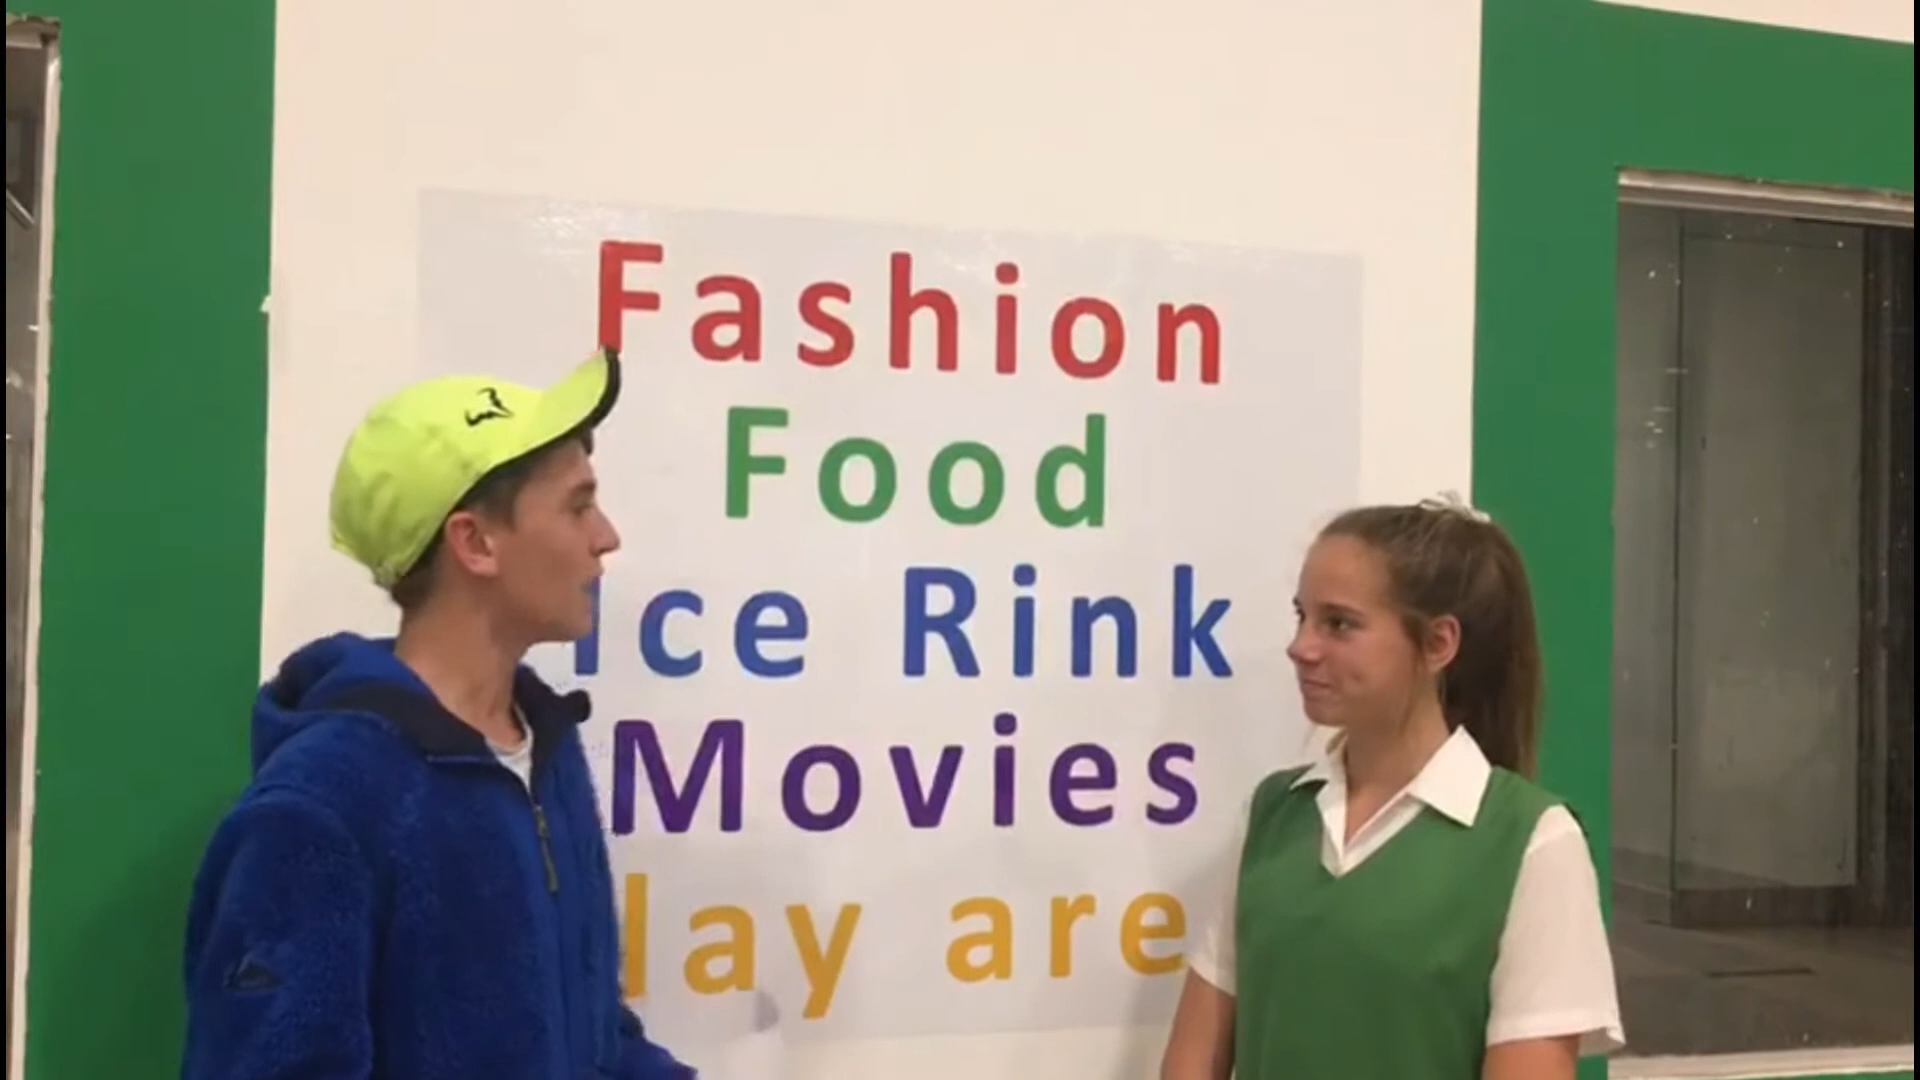 Fashion
Food
Ice Rink
Movies
lay are